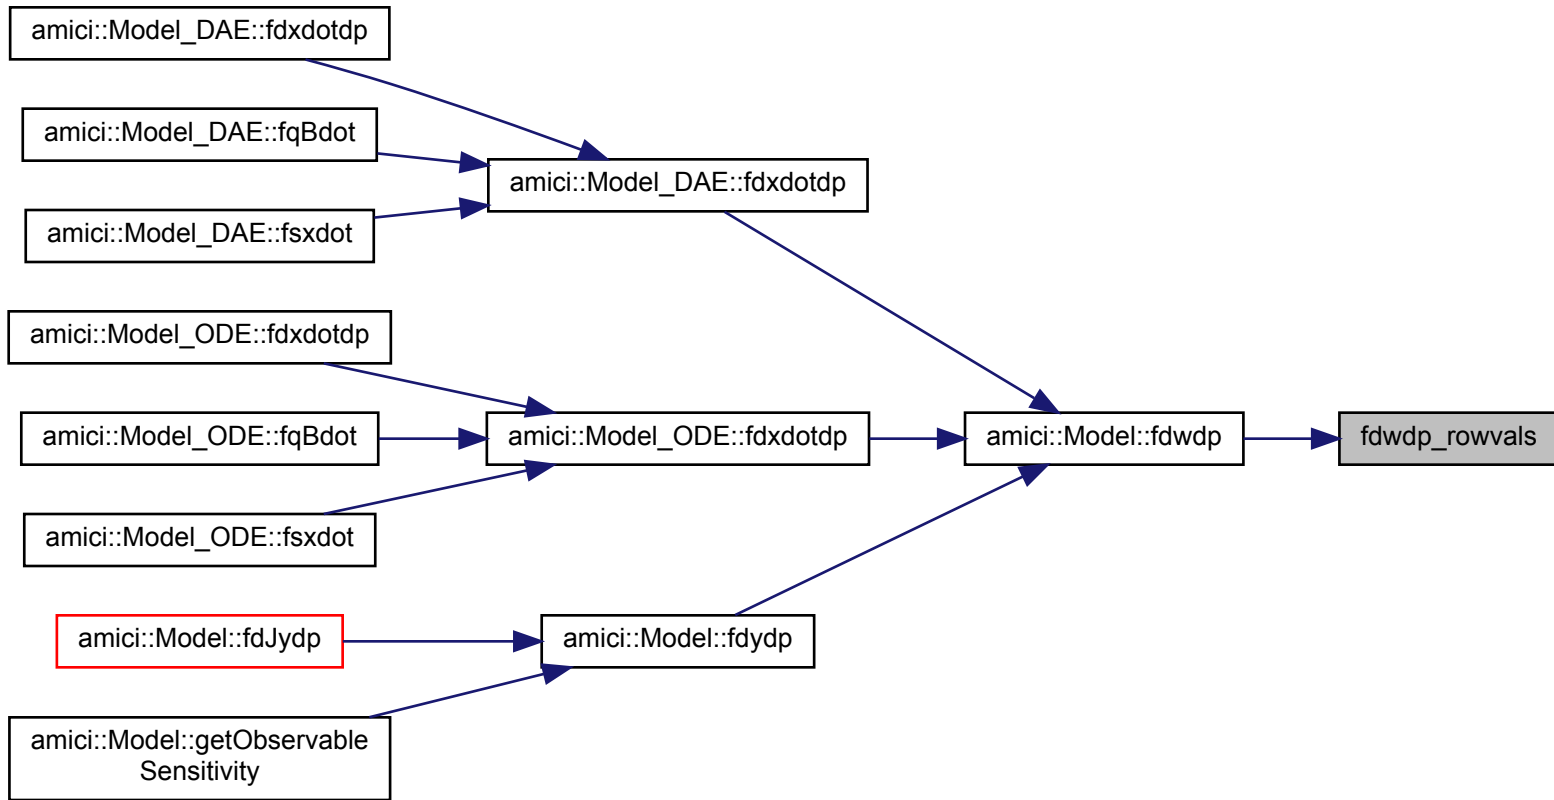 amici::Model_DAE::fdxdotdp
amici::Model_DAE::fqBdot
amici::Model_DAE::fdxdotdp
amici::Model_DAE::fsxdot
amici::Model_ODE::fdxdotdp
amici::Model_ODE::fqBdot
amici::Model_ODE::fdxdotdp
amici::Model::fdwdp
fdwdp_rowvals
amici::Model_ODE::fsxdot
amici::Model::fdJydp
amici::Model::fdydp
amici::Model::getObservable
Sensitivity